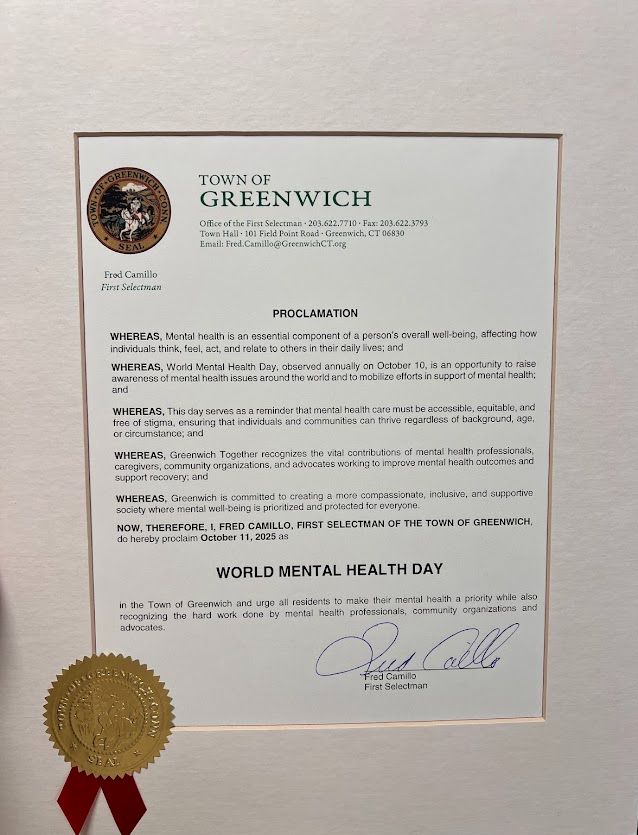 TOWN OF GREENWICH, CONN.
SEAL
TOWN OF
GREENWICH
Office of the First Selectman · 203.622.7710 · Fax: 203.622.3793
Town Hall · 101 Field Point Road · Greenwich, CT 06830
Email: Fred.Camillo@GreenwichCT.org
Fred Camillo
First Selectman
PROCLAMATION
WHEREAS, Mental health is an essential component of a person's overall well-being, affecting how
individuals think, feel, act, and relate to others in their daily lives; and
WHEREAS, World Mental Health Day, observed annually on October 10, is an opportunity to raise
awareness of mental health issues around the world and to mobilize efforts in support of mental health;
and
WHEREAS, This day serves as a reminder that mental health care must be accessible, equitable, and
free of stigma, ensuring that individuals and communities can thrive regardless of background, age,
or circumstance; and
WHEREAS, Greenwich Together recognizes the vital contributions of mental health professionals,
caregivers, community organizations, and advocates working to improve mental health outcomes and
support recovery; and
WHEREAS, Greenwich is committed to creating a more compassionate, inclusive, and supportive
society where mental well-being is prioritized and protected for everyone.
NOW, THEREFORE, I, FRED CAMILLO, FIRST SELECTMAN OF THE TOWN OF GREENWICH,
do hereby proclaim October 11, 2025 as
WORLD MENTAL HEALTH DAY
in the Town of Greenwich and urge all residents to make their mental health a priority while also
recognizing the hard work done by mental health professionals, community organizations and
advocates.
Fred Camillo
Fred Camillo
First Selectman
TOWN OF GREENWICH CONN
SEAL